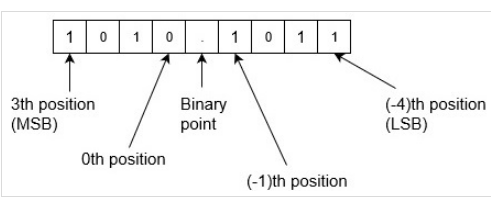 1 0 1 0 . 1 0 1 1
3th position
(MSB)
Binary
point
(-4)th position
(LSB)
0th position
(-1)th position